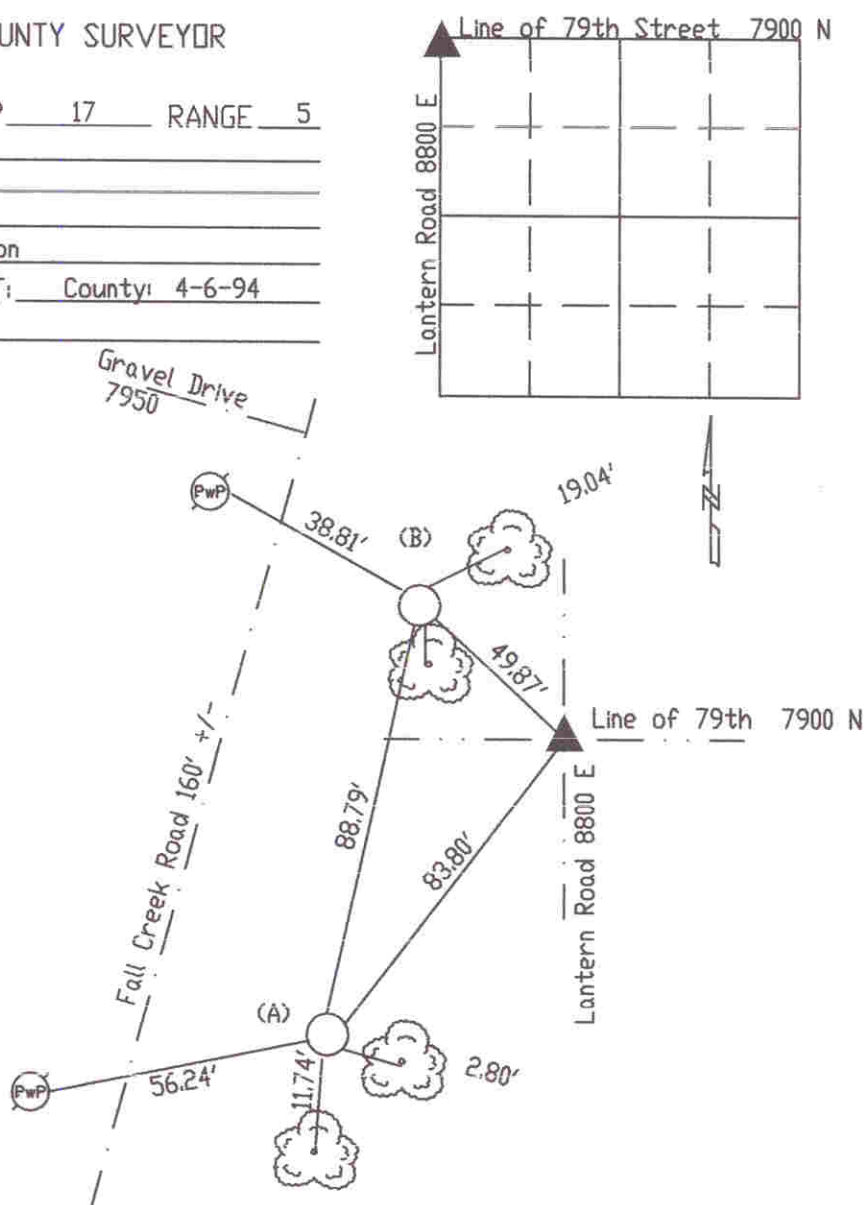 UNTY SURVEYOR
17 RANGE 5
on
T: County: 4-6-94
Line of 79th Street 7900 N
Lantern Road 8800 E
Gravel Drive
7950
PwP
38.81'
(B)
19.04'
N
49.87'
Line of 79th 7900 N
Fall Creek Road 160' +/-
88.79'
83.80'
Lantern Road 8800 E
(A)
PwP
56.24'
11.74'
2.80'